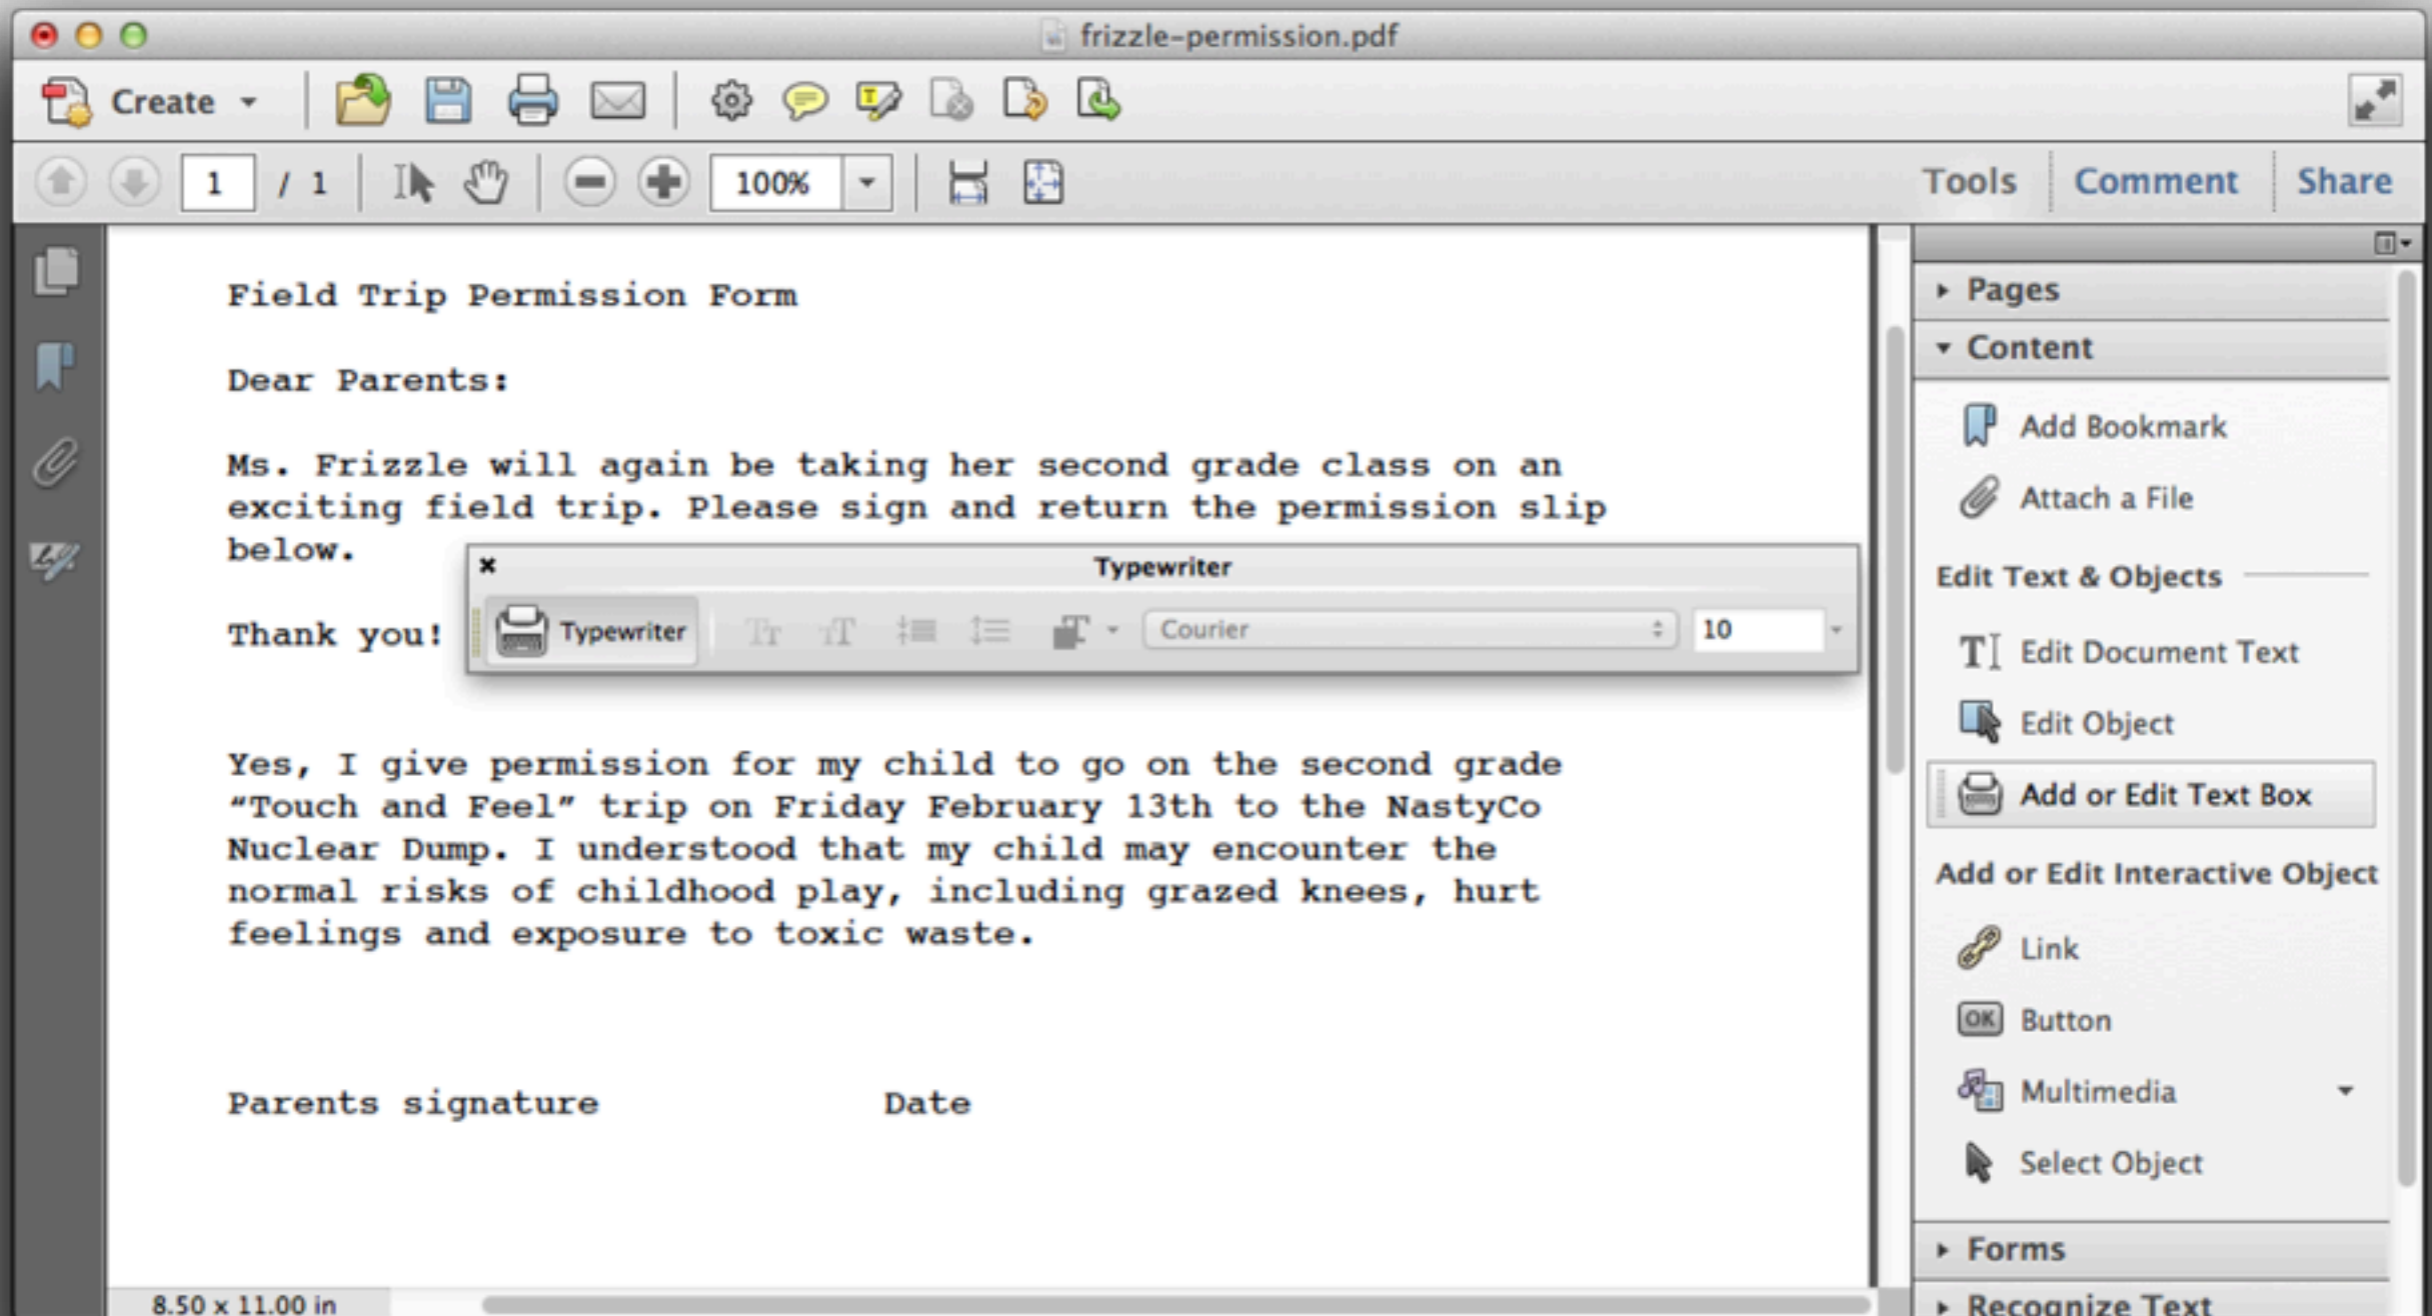 frizzle-permission.pdf
Create
1 / 1
100%
Tools
Comment
Share
Field Trip Permission Form
Dear Parents:
Ms. Frizzle will again be taking her second grade class on an
exciting field trip. Please sign and return the permission slip
below.
Thank you!
Typewriter
Typewriter
Courier
10
Yes, I give permission for my child to go on the second grade
“Touch and Feel” trip on Friday February 13th to the NastyCo
Nuclear Dump. I understood that my child may encounter the
normal risks of childhood play, including grazed knees, hurt
feelings and exposure to toxic waste.
Parents signature Date
8.50 x 11.00 in
Pages
Content
Add Bookmark
Attach a File
Edit Text & Objects
Edit Document Text
Edit Object
Add or Edit Text Box
Add or Edit Interactive Object
Link
OK Button
Multimedia
Select Object
Forms
Recognize Text